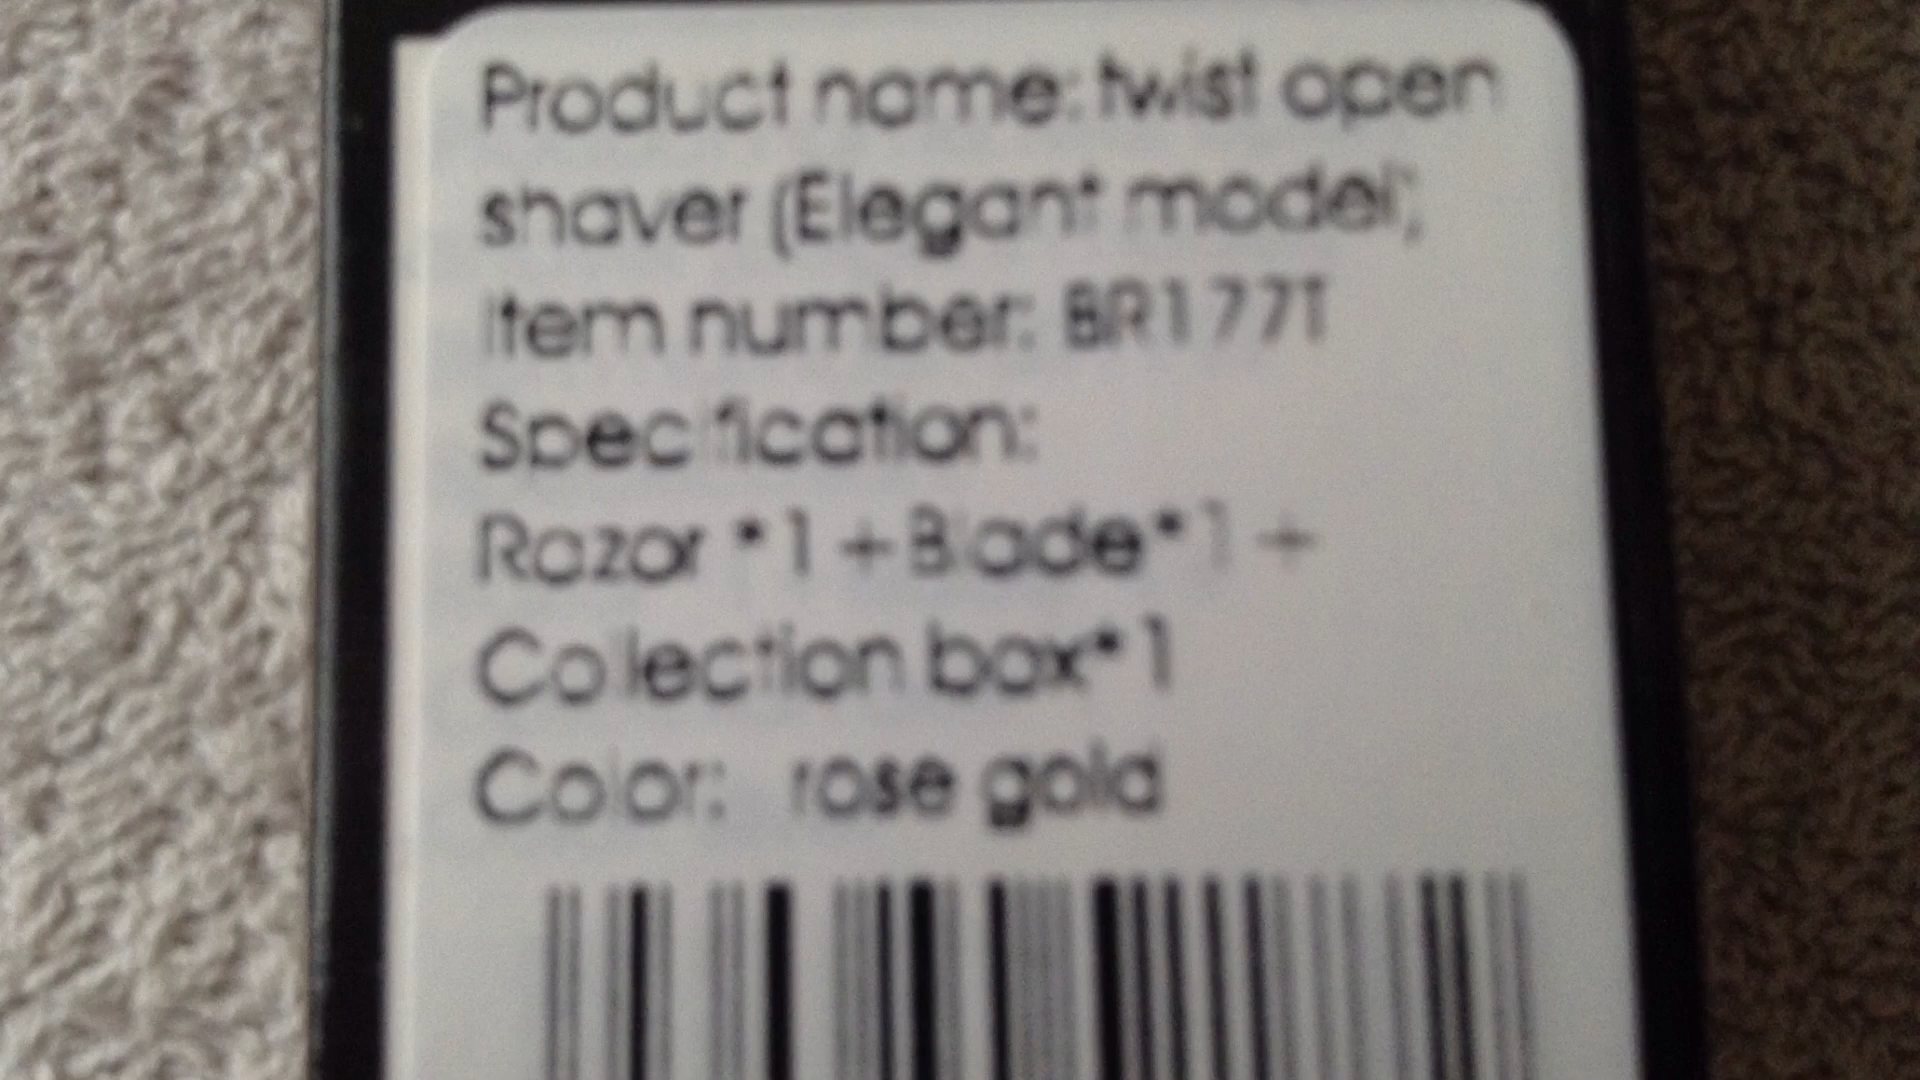 Product name: twist open
shaver (Elegant model)
Item number: BR177T
Specification:
Razor *1+Blade*1+
Collection box*1
Color: rose gold